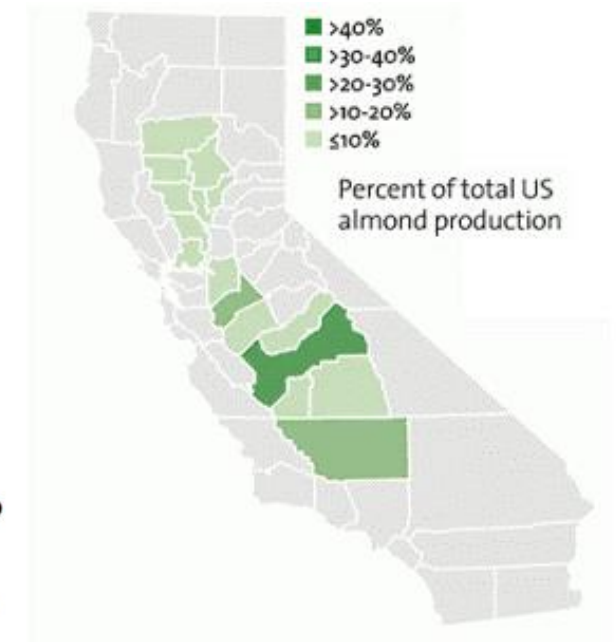 >40%
>30-40%
>20-30%
>10-20%
≤10%
Percent of total US
almond production